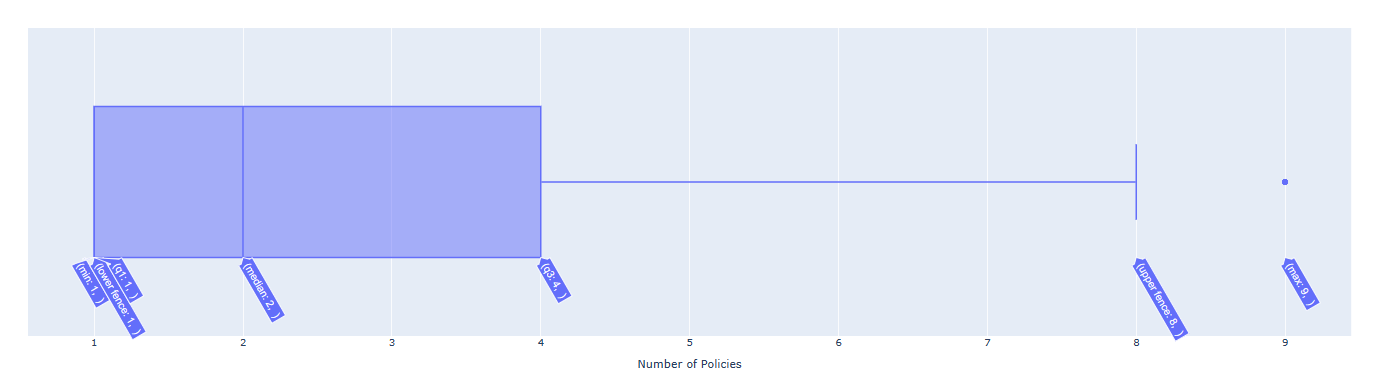 (min: 1,  )
(lower fence: 1,  )
(q1: 1,  )
(median: 2,  )
(q3: 4,  )
(upper fence: 8,  )
(max: 9,  )
1 2 3 4 5 6 7 8 9
Number of Policies